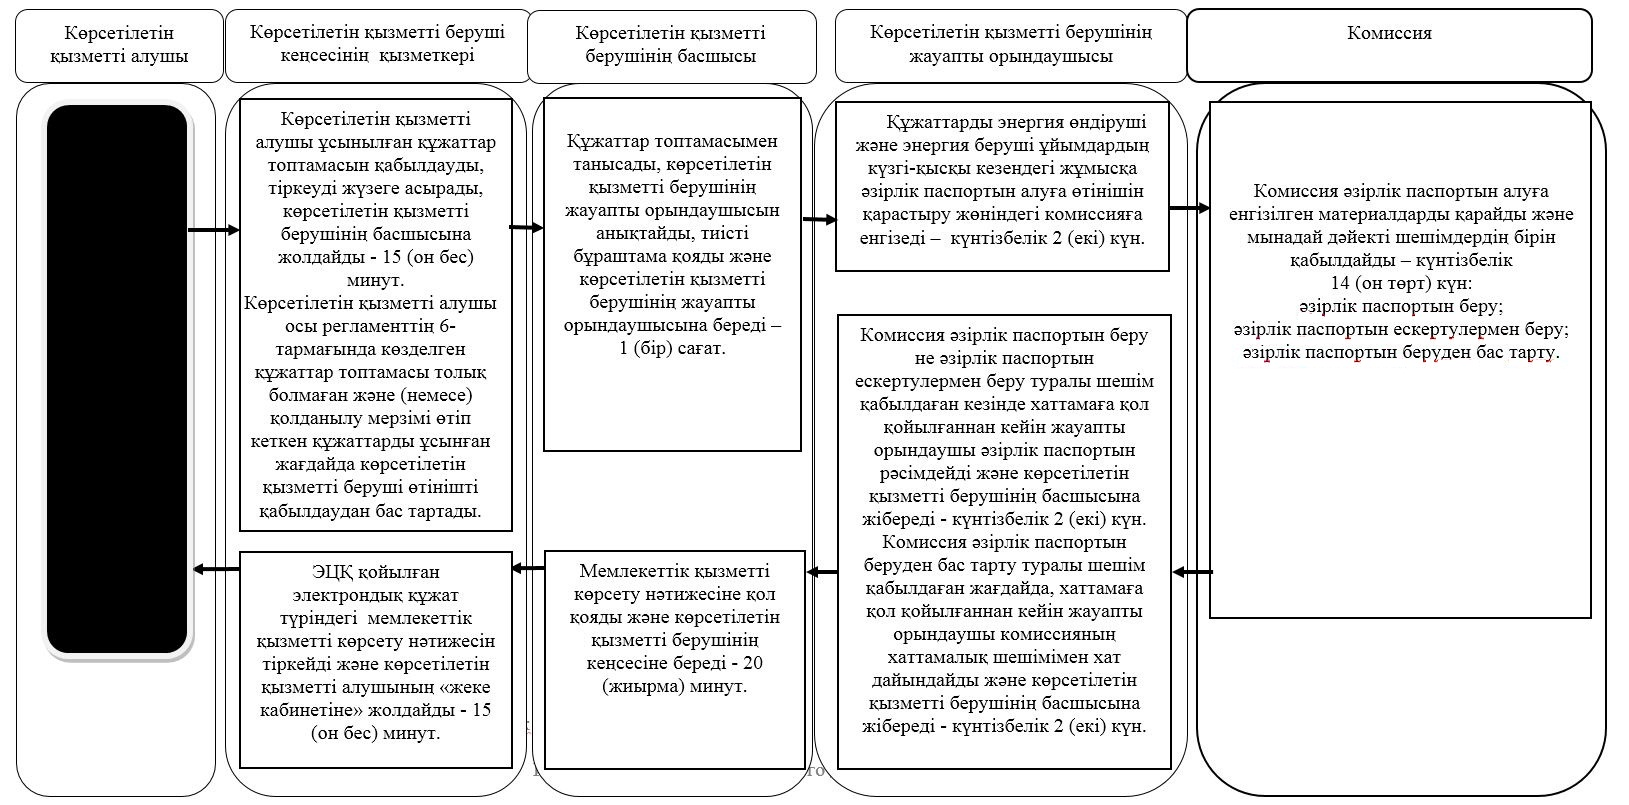 Көрсетілетін
қызметті алушы
Көрсетілетін қызметті беруші
кеңсесінің қызметкері
Көрсетілетін қызметті
берушінің басшысы
Көрсетілетін қызметті берушінің
жауапты орындаушысы
Комиссия
Көрсетілетін қызметті
алушы ұсынылған құжаттар
топтамасын қабылдауды,
тіркеуді жүзеге асырады,
көрсетілетін қызметті
берушінің басшысына
жолдайды - 15 (он бес)
минут.
Көрсетілетін қызметті алушы
осы регламенттің 6-
тармағында көзделген
құжаттар топтамасы толық
болмаған және (немесе)
қолданылу мерзімі өтіп
кеткен құжаттарды ұсынған
жағдайда көрсетілетін
қызметті беруші өтінішті
қабылдаудан бас тартады.
Құжаттар топтамасымен
танысады, көрсетілетін
қызметті берушінің
жауапты орындаушысын
анықтайды, тиісті
бұраштама қояды және
көрсетілетін қызметті
берушінің жауапты
орындаушысына береді –
1 (бір) сағат.
Құжаттарды энергия өндіруші
және энергия беруші ұйымдардың
күзгі-қысқы кезендегі жұмысқа
әзірлік паспортын алуға өтінішін
қарастыру жөніндегі комиссияға
енгізеді – күнтізбелік 2 (екі) күн.
Комиссия әзірлік паспортын алуға
енгізілген материалдарды қарайды және
мынадай дәйекті шешімдердің бірін
қабылдайды – күнтізбелік
14 (он төрт) күн:
әзірлік паспортын беру;
әзірлік паспортын ескертулермен беру;
әзірлік паспортын беруден бас тарту.
Комиссия әзірлік паспортын беру
не әзірлік паспортын
ескертулермен беру туралы шешім
қабылдаған кезінде хаттамаға қол
қойылғаннан кейін жауапты
орындаушы әзірлік паспортын
рәсімдейді және көрсетілетін
қызметті берушінің басшысына
жібереді - күнтізбелік 2 (екі) күн.
Комиссия әзірлік паспортын
беруден бас тарту туралы шешім
қабылдаған жағдайда, хаттамаға
қол қойылғаннан кейін жауапты
орындаушы комиссияның
хаттамалық шешімімен хат
дайындайды және көрсетілетін
қызметті берушінің басшысына
жібереді - күнтізбелік 2 (екі) күн.
Мемлекеттік қызметті
көрсету нәтижесіне қол
қояды және көрсетілетін
қызметті берушінің
кеңсесіне береді - 20
(жиырма) минут.
ЭЦҚ қойылған
электрондық құжат
түріндегі мемлекеттік
қызметті көрсету нәтижесін
тіркейді және көрсетілетін
қызметті алушының «жеке
кабинетіне» жолдайды - 15
(он бес) минут.